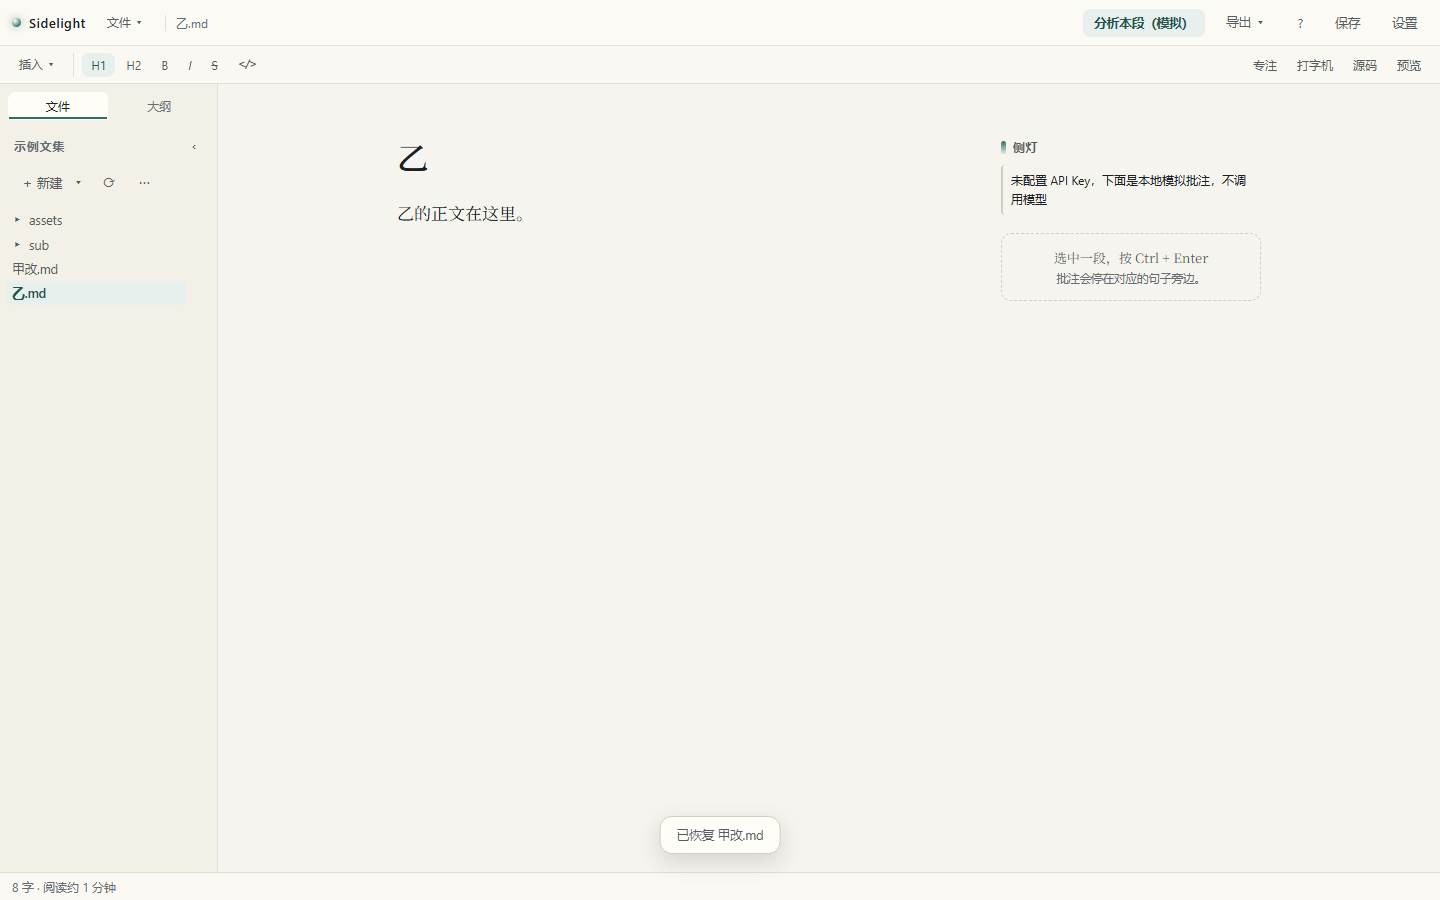 Sidelight 文件 乙.md 分析本段（模拟） 导出 ? 保存 设置
插入 H1 H2 B I S </> 专注 打字机 源码 预览
文件 大纲
示例文集
+ 新建 ...
assets
sub
甲改.md
乙.md
乙
乙的正文在这里。
侧灯
未配置 API Key，下面是本地模拟批注，不调
用模型
选中一段，按 Ctrl + Enter
批注会停在对应的句子旁边。
已恢复 甲改.md
8 字 · 阅读约 1 分钟